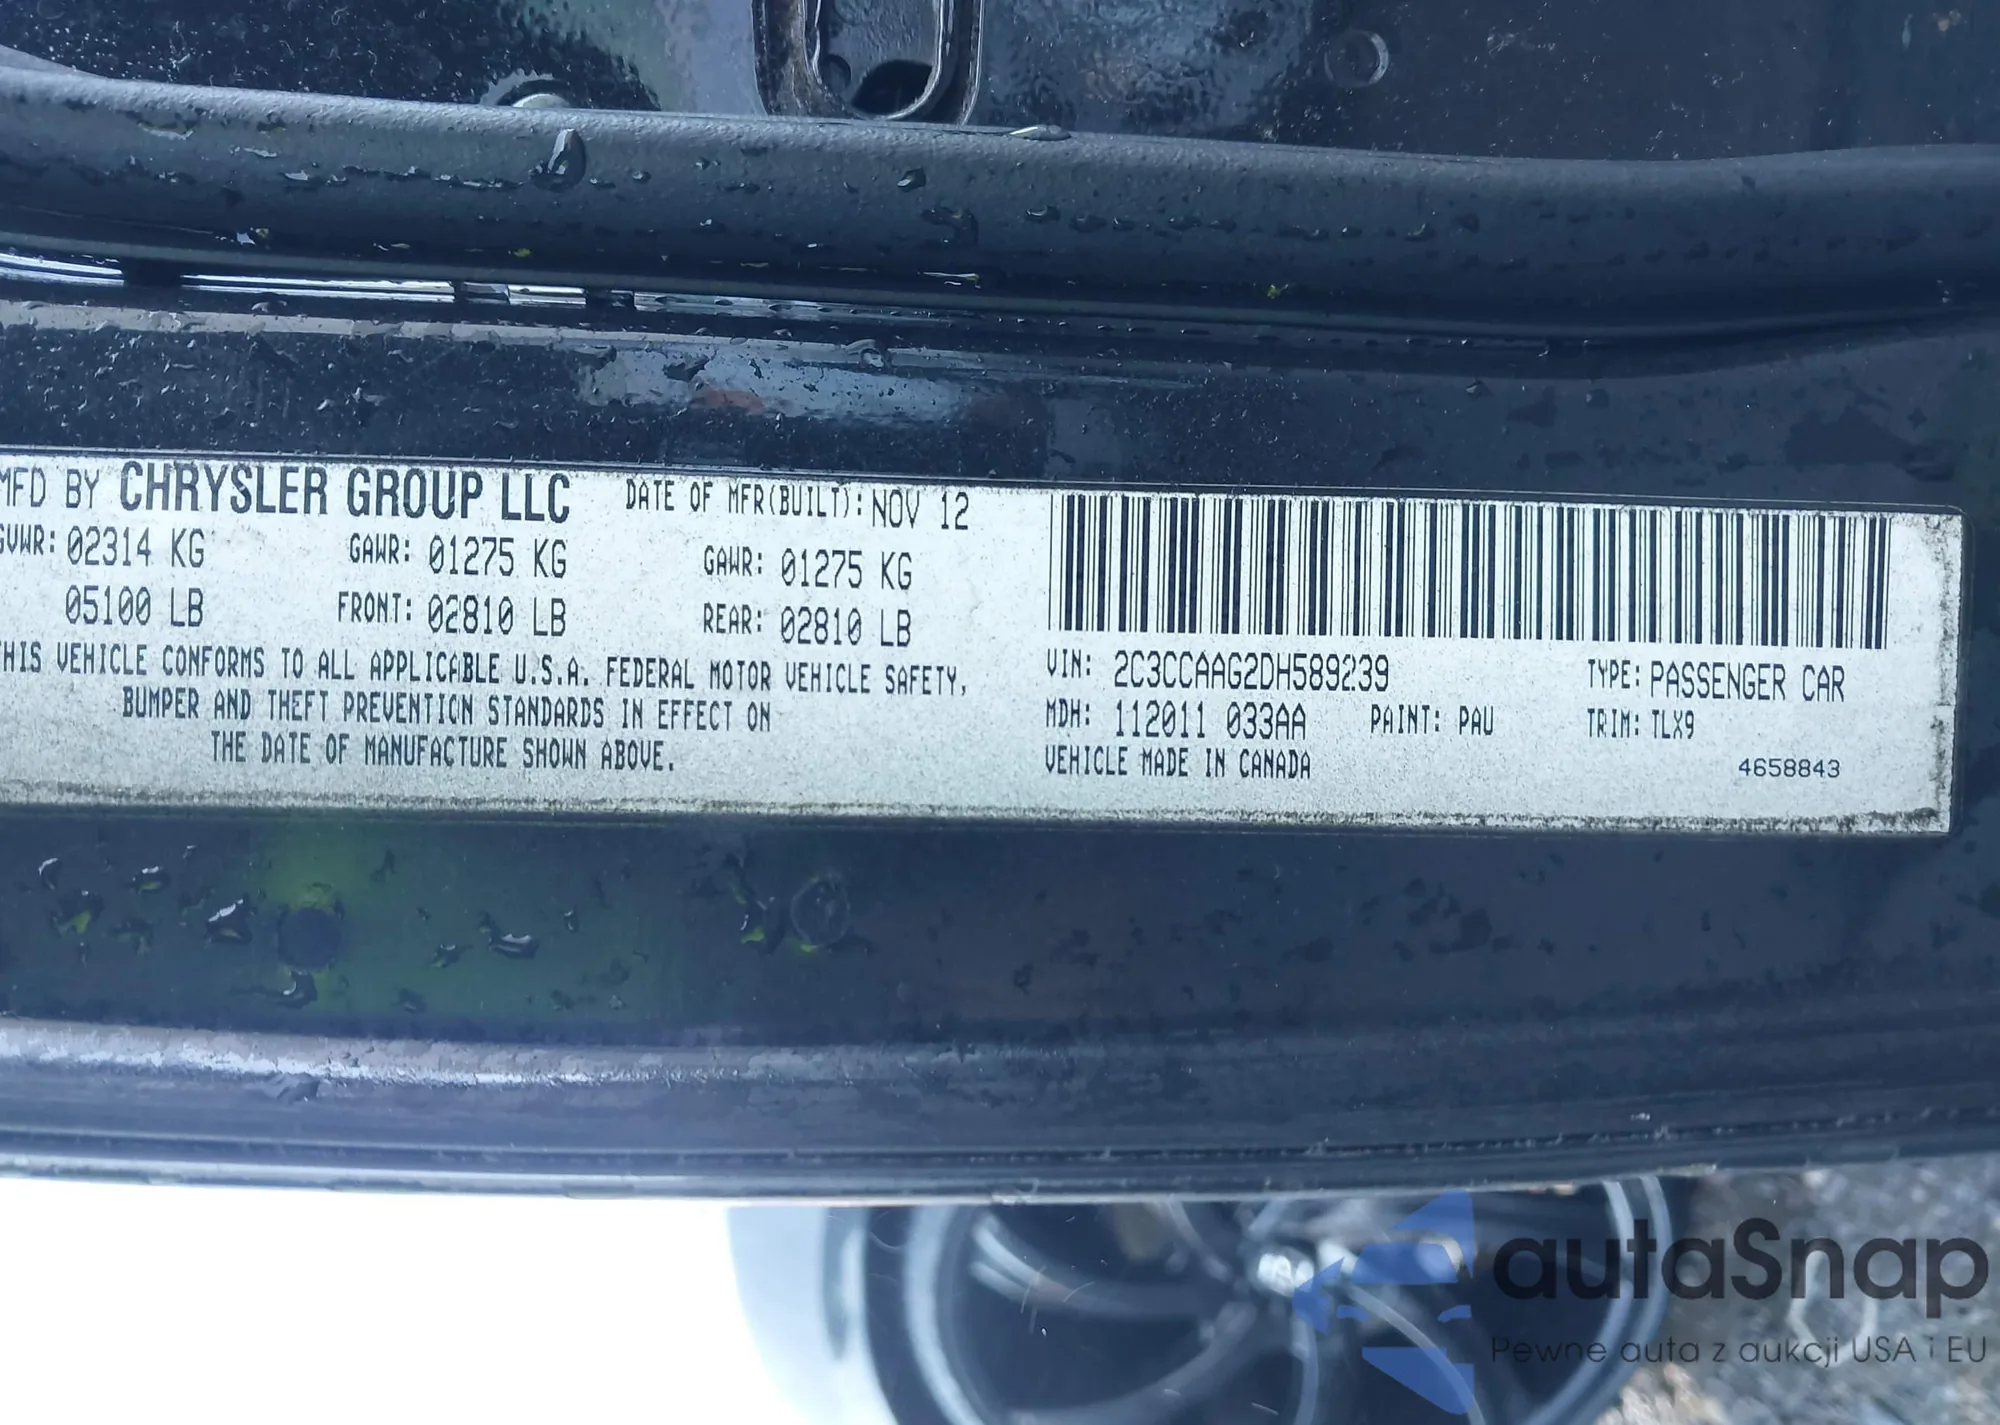 MFD BY CHRYSLER GROUP LLC DATE OF MFR(BUILT): NOV 12
GVWR: 02314 KG GAWR: 01275 KG GAWR: 01275 KG
05100 LB FRONT: 02810 LB REAR: 02810 LB
THIS VEHICLE CONFORMS TO ALL APPLICABLE U.S.A. FEDERAL MOTOR VEHICLE SAFETY,
BUMPER AND THEFT PREVENTION STANDARDS IN EFFECT ON
THE DATE OF MANUFACTURE SHOWN ABOVE.
VIN: 2C3CCAAG2DH589239 TYPE: PASSENGER CAR
MDH: 112011 033AA PAINT: PAU TRIM: TLX9
VEHICLE MADE IN CANADA 4658843
autaSnap
Pewne auta z aukcji USA i EU